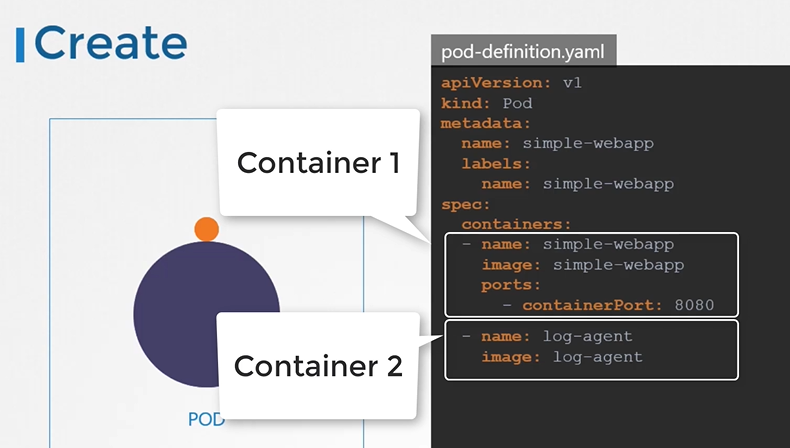 Create
pod-definition.yaml
apiVersion: v1
kind: Pod
metadata:
  name: simple-webapp
  labels:
    name: simple-webapp
spec:
  containers:
  - name: simple-webapp
    image: simple-webapp
    ports:
      - containerPort: 8080
  - name: log-agent
    image: log-agent
Container 1
Container 2
POD